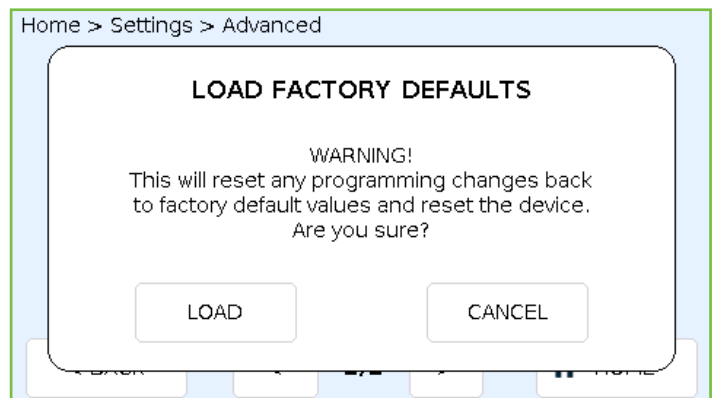 Home > Settings > Advanced
LOAD FACTORY DEFAULTS
WARNING!
This will reset any programming changes back
to factory default values and reset the device.
Are you sure?
LOAD CANCEL